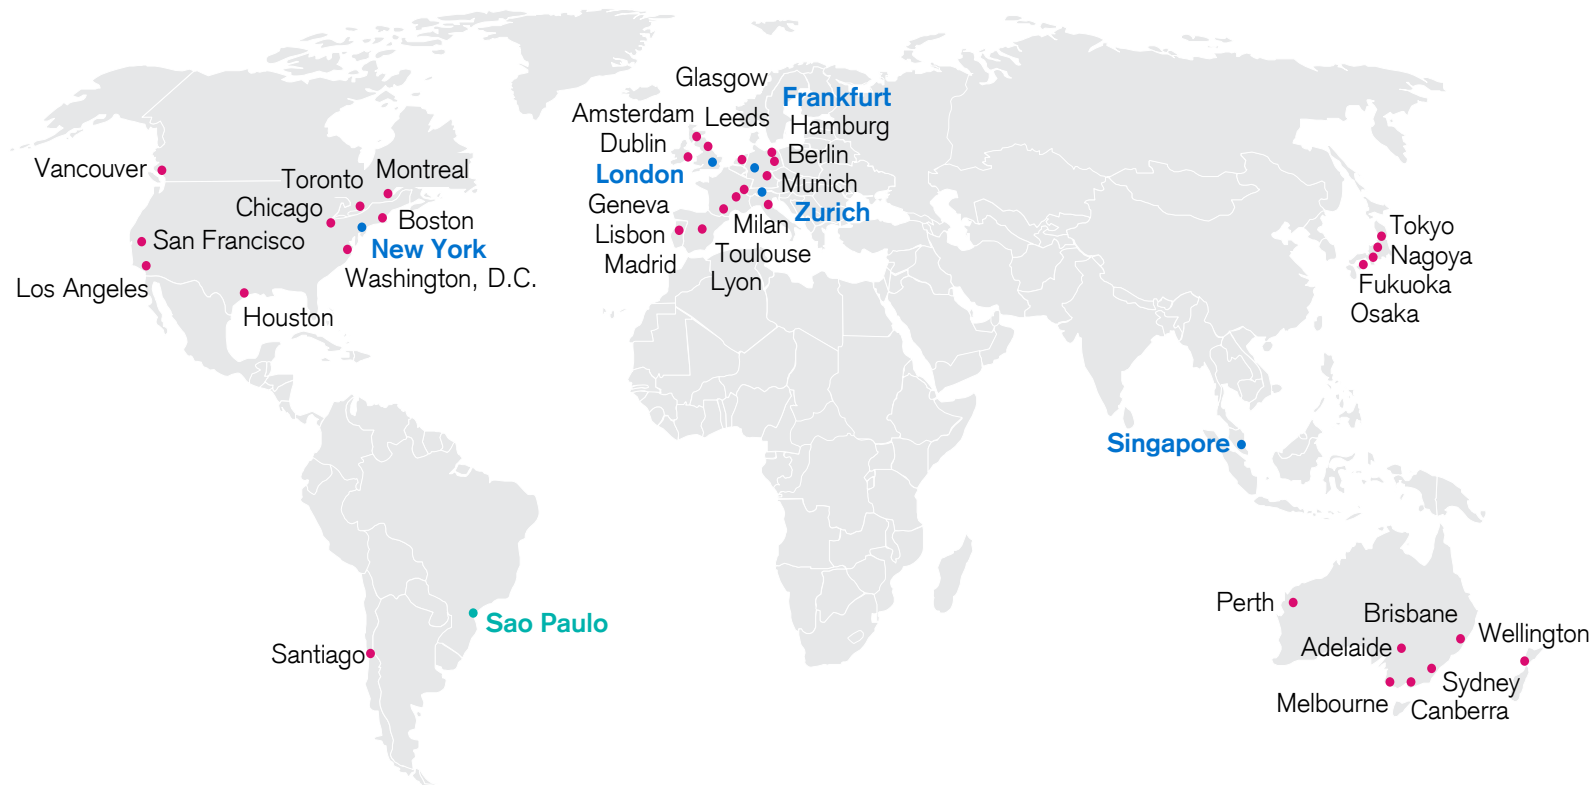 Vancouver
Toronto
Montreal
Chicago
Boston
San Francisco
New York
Washington, D.C.
Los Angeles
Houston
Glasgow
Frankfurt
Amsterdam
Leeds
Hamburg
Dublin
Berlin
London
Munich
Geneva
Zurich
Lisbon
Milan
Madrid
Toulouse
Lyon
Tokyo
Nagoya
Fukuoka
Osaka
Singapore
Sao Paulo
Santiago
Perth
Brisbane
Wellington
Adelaide
Sydney
Melbourne
Canberra